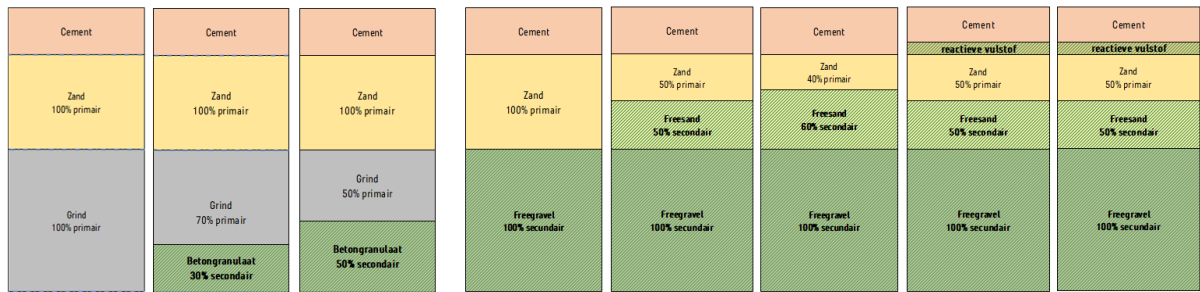 Cement
Zand
100% primair
Grind
100% primair
Cement
Zand
100% primair
Grind
70% primair
Betongranulaat
30% secondair
Cement
Zand
100% primair
Grind
50% primair
Betongranulaat
50% secondair
Cement
Zand
100% primair
Freegravel
100% secundair
Cement
Zand
50% primair
Freesand
50% secondair
Freegravel
100% secundair
Cement
Zand
40% primair
Freesand
60% secondair
Freegravel
100% secundair
Cement
reactieve vulstof
Zand
50% primair
Freesand
50% secondair
Freegravel
100% secundair
Cement
reactieve vulstof
Zand
50% primair
Freesand
50% secondair
Freegravel
100% secundair